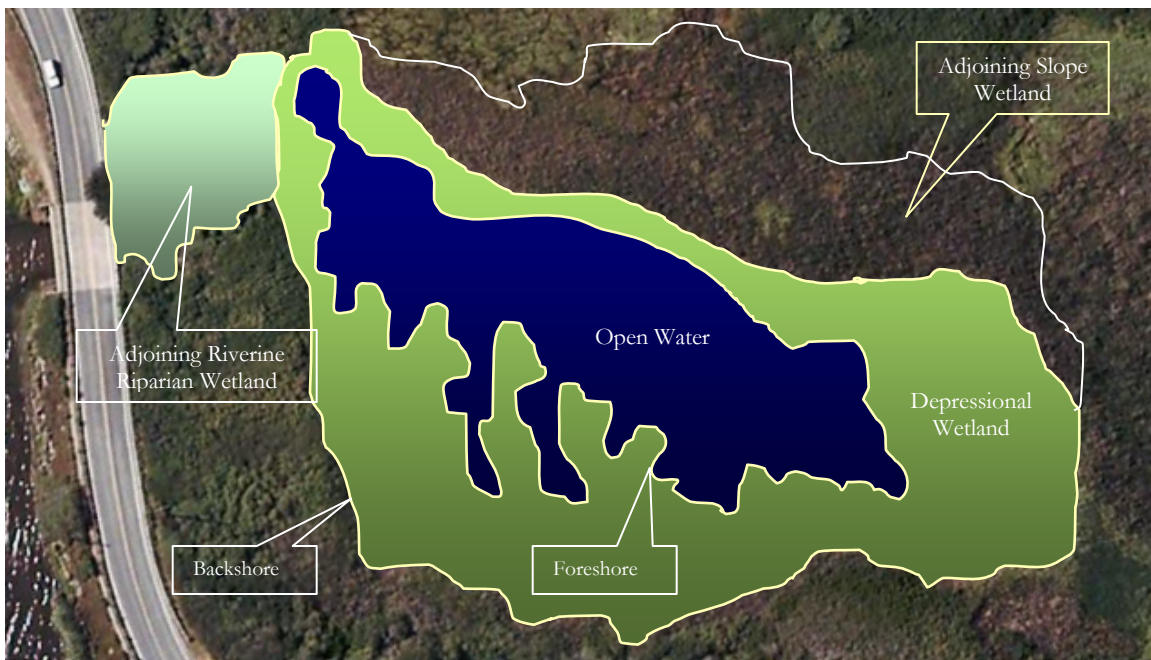 Adjoining Slope
Wetland
Open Water
Adjoining Riverine
Riparian Wetland
Depressional
Wetland
Backshore
Foreshore